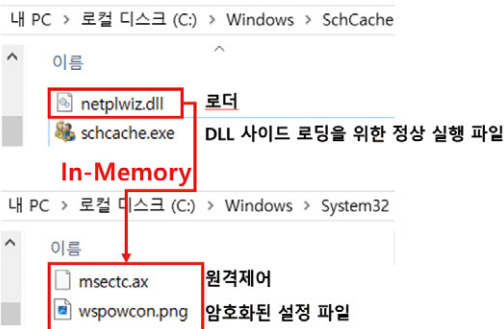 내 PC > 로컬 디스크 (C:) > Windows > SchCache
이름
netplwiz.dll 로더
schcache.exe DLL 사이드 로딩을 위한 정상 실행 파일
In-Memory
내 PC > 로컬 디스크 (C:) > Windows > System32
이름
msectc.ax 원격제어
wspowcon.png 암호화된 설정 파일